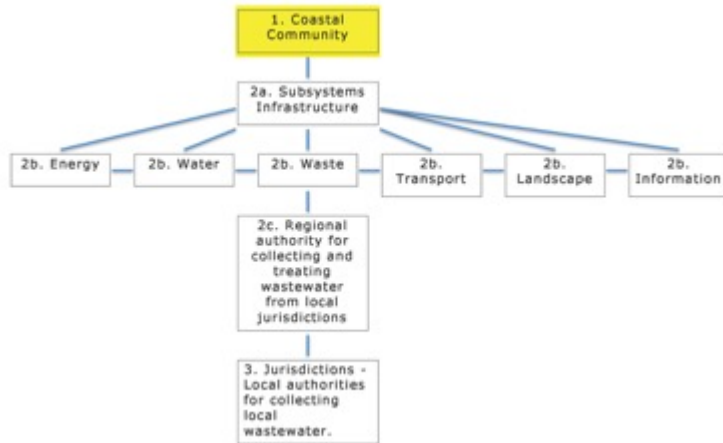 1. Coastal
Community
2a. Subsystems
Infrastructure
2b. Energy
2b. Water
2b. Waste
2b.
Transport
2b.
Landscape
2b.
Information
2c. Regional
authority for
collecting and
treating
wastewater
from local
jurisdictions
3. Jurisdictions -
Local authorities
for collecting
local
wastewater.